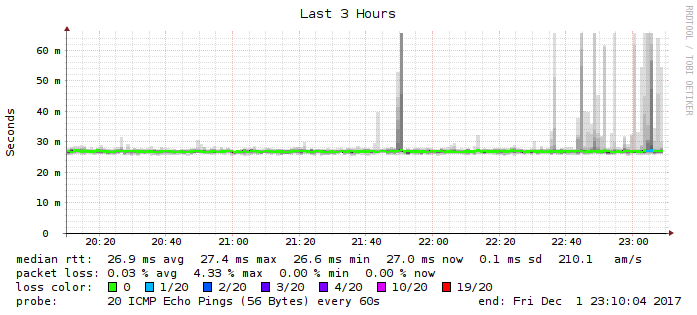 Last 3 Hours
RRDTOOL / TOBI OETIKER
Seconds
60 m
50 m
40 m
30 m
20 m
10 m
0
20:20 20:40 21:00 21:20 21:40 22:00 22:20 22:40 23:00
median rtt: 26.9 ms avg 27.4 ms max 26.6 ms min 27.0 ms now 0.1 ms sd 210.1 am/s
packet loss: 0.03 % avg 4.33 % max 0.00 % min 0.00 % now
loss color: 0 1/20 2/20 3/20 4/20 10/20 19/20
probe: 20 ICMP Echo Pings (56 Bytes) every 60s end: Fri Dec 1 23:10:04 2017